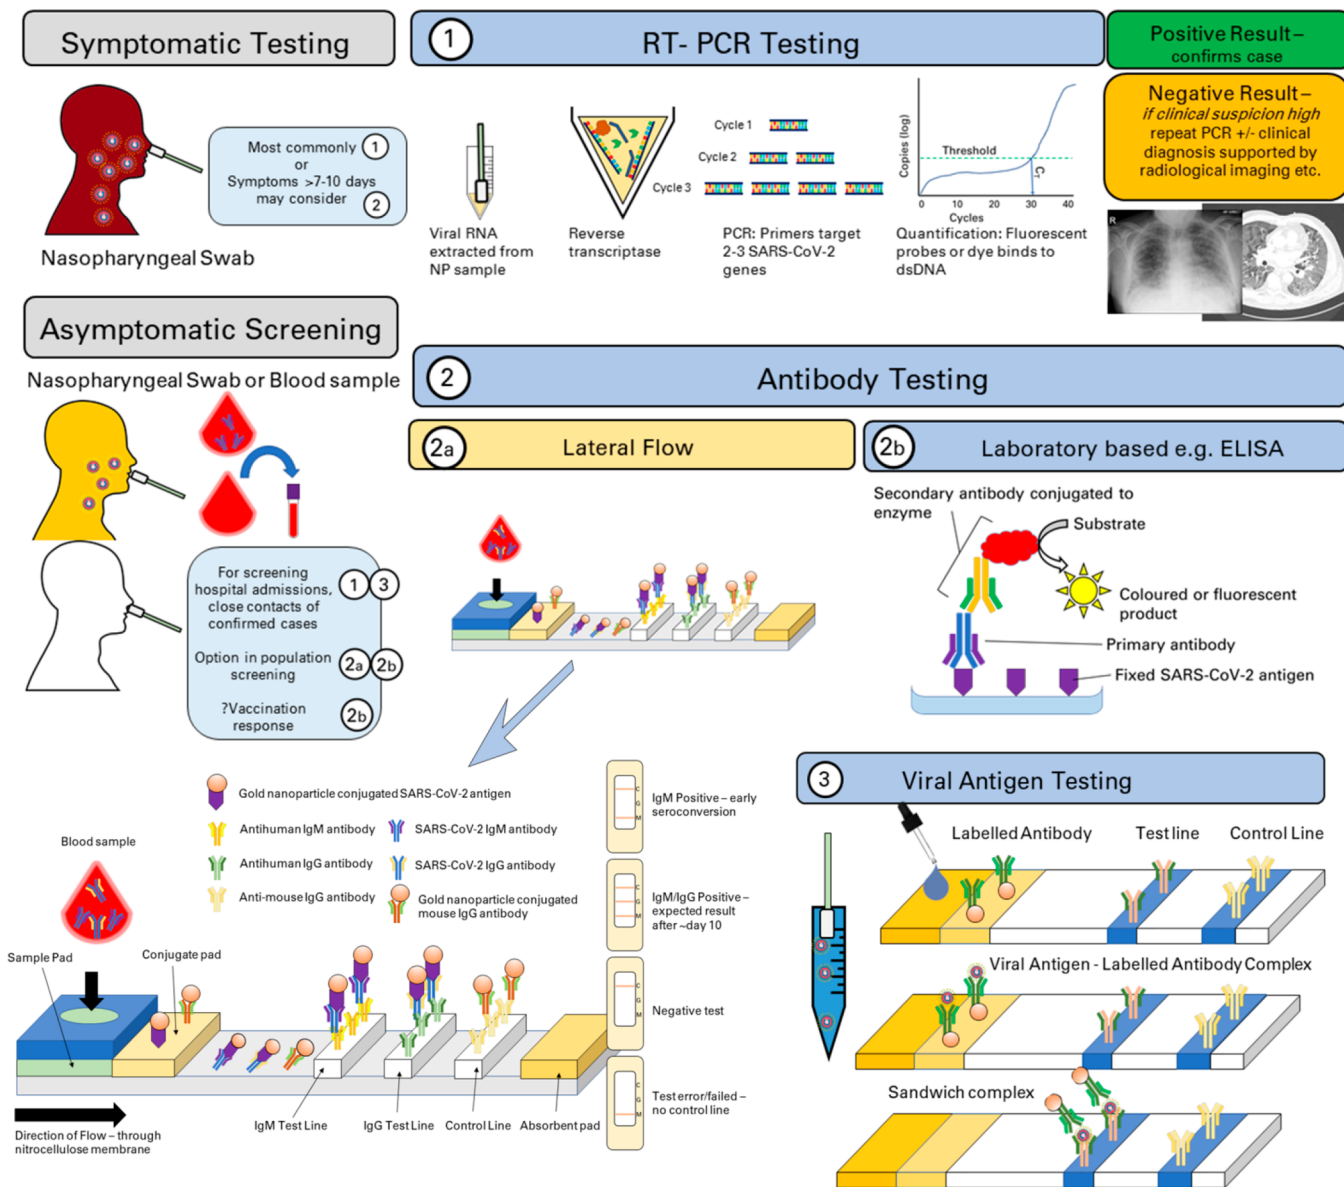 Symptomatic Testing
Most commonly 1
or
Symptoms >7-10 days
may consider 2
Nasopharyngeal Swab
1 RT- PCR Testing
Viral RNA
extracted from
NP sample
Reverse
transcriptase
Cycle 1
Cycle 2
Cycle 3
PCR: Primers target
2-3 SARS-CoV-2
genes
Copies (log)
Threshold
CT
0 10 20 30 40
Cycles
Quantification: Fluorescent
probes or dye binds to
dsDNA
Positive Result –
confirms case
Negative Result –
if clinical suspicion high
repeat PCR +/- clinical
diagnosis supported by
radiological imaging etc.
R
Asymptomatic Screening
Nasopharyngeal Swab or Blood sample
For screening
hospital admissions,
close contacts of
confirmed cases
1 3
Option in population
screening
2a 2b
?Vaccination
response
2b
2 Antibody Testing
2a Lateral Flow
2b Laboratory based e.g. ELISA
Secondary antibody conjugated to
enzyme
Substrate
Coloured or fluorescent
product
Primary antibody
Fixed SARS-CoV-2 antigen
Gold nanoparticle conjugated SARS-CoV-2 antigen
Antihuman IgM antibody
SARS-CoV-2 IgM antibody
Antihuman IgG antibody
SARS-CoV-2 IgG antibody
Anti-mouse IgG antibody
Gold nanoparticle conjugated
mouse IgG antibody
Blood sample
Sample Pad
Conjugate pad
IgM Test Line
IgG Test Line
Control Line
Absorbent pad
Direction of Flow – through
nitrocellulose membrane
C
G
M
IgM Positive – early
seroconversion
C
G
M
IgM/IgG Positive –
expected result
after ~day 10
C
G
M
Negative test
C
G
M
Test error/failed –
no control line
3 Viral Antigen Testing
Labelled Antibody
Test line
Control Line
Viral Antigen - Labelled Antibody Complex
Sandwich complex